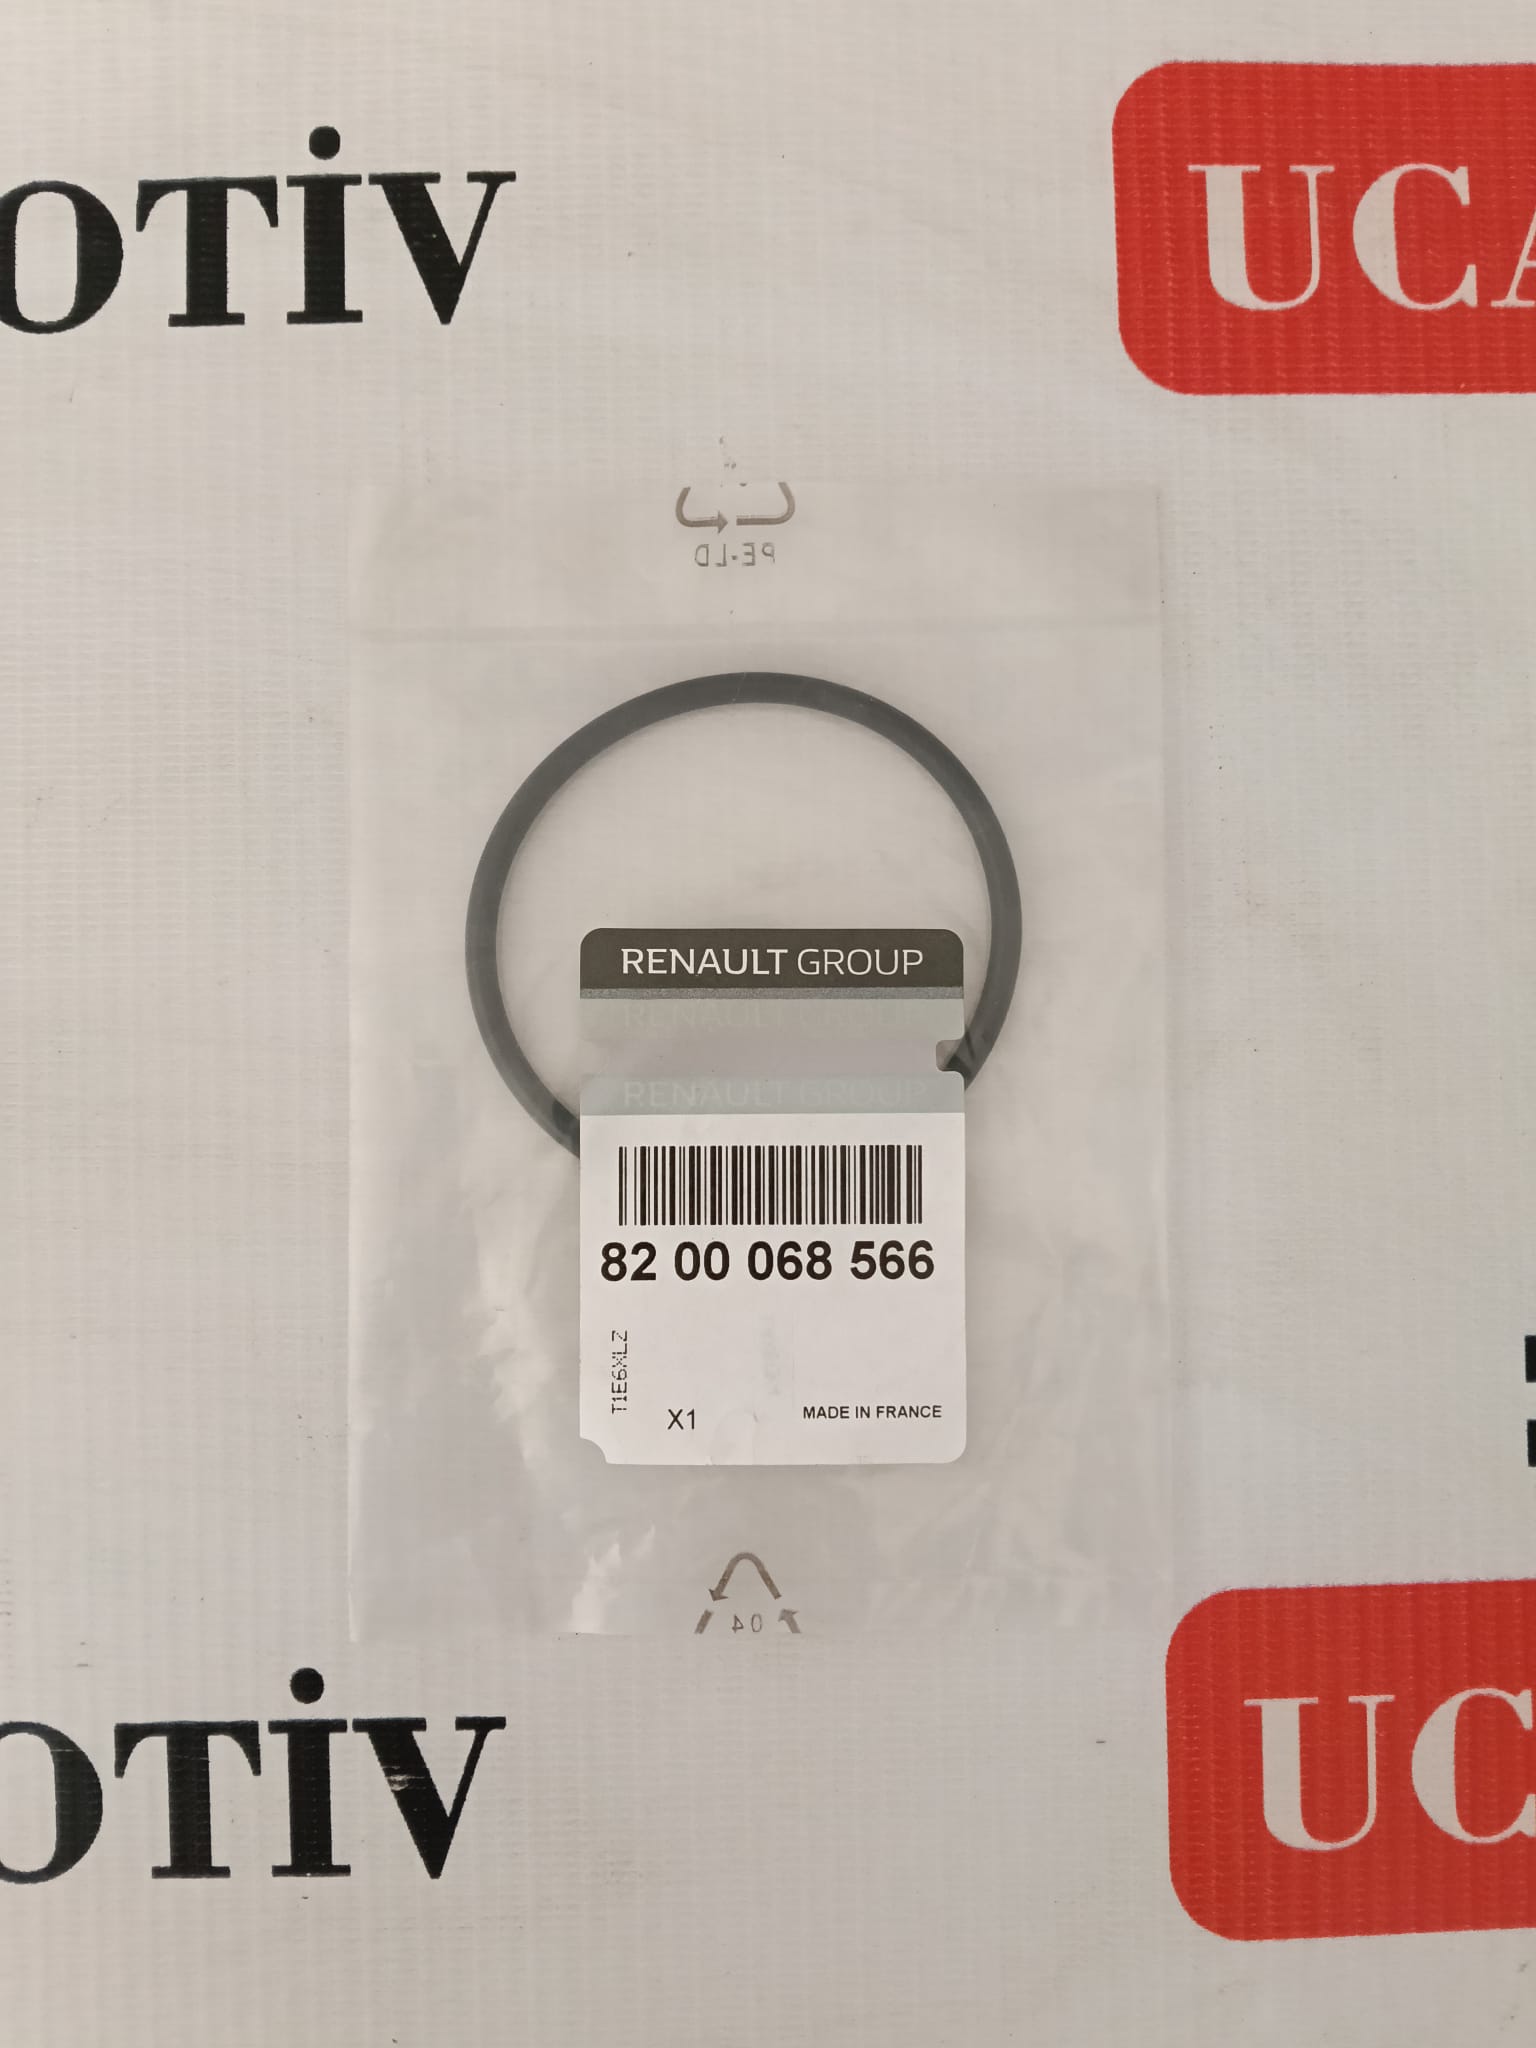 OTİV
UCA
PE-LD
RENAULT GROUP
RENAULT GROUP
RENAULT GROUP
82 00 068 566
T1E6XLZ
X1
MADE IN FRANCE
04
OTİV
UC